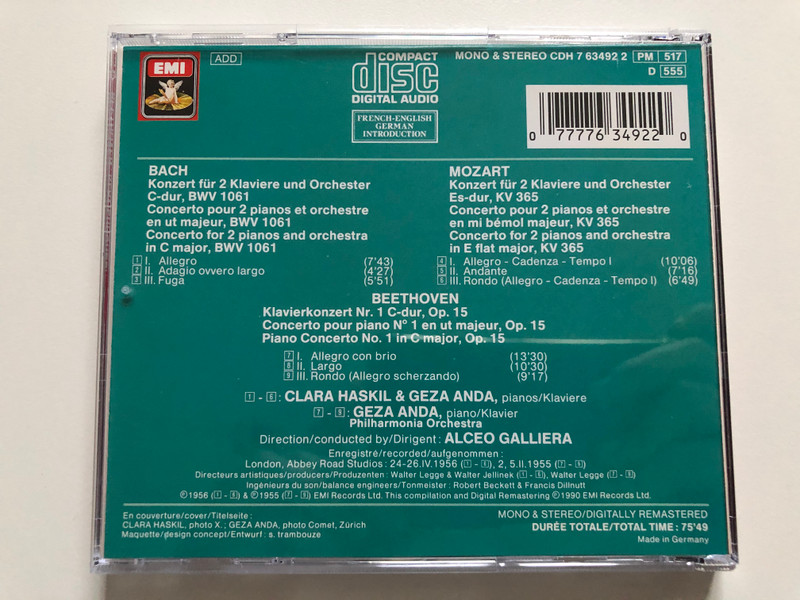 EMI
ADD
COMPACT
disc
DIGITAL AUDIO
MONO & STEREO CDH 7 63492 2 PM 517
D 555
FRENCH-ENGLISH
GERMAN
INTRODUCTION
0 77776 34922 0
BACH
Konzert für 2 Klaviere und Orchester
C-dur, BWV 1061
Concerto pour 2 pianos et orchestre
en ut majeur, BWV 1061
Concerto for 2 pianos and orchestra
in C major, BWV 1061
1 I. Allegro (7'43)
2 II. Adagio ovvero largo (4'27)
3 III. Fuga (5'51)
MOZART
Konzert für 2 Klaviere und Orchester
Es-dur, KV 365
Concerto pour 2 pianos et orchestre
en mi bémol majeur, KV 365
Concerto for 2 pianos and orchestra
in E flat major, KV 365
4 I. Allegro - Cadenza - Tempo I (10'06)
5 II. Andante (7'16)
6 III. Rondo (Allegro - Cadenza - Tempo I) (6'49)
BEETHOVEN
Klavierkonzert Nr. 1 C-dur, Op. 15
Concerto pour piano N° 1 en ut majeur, Op. 15
Piano Concerto No. 1 in C major, Op. 15
7 I. Allegro con brio (13'30)
8 II. Largo (10'30)
9 III. Rondo (Allegro scherzando) (9'17)
1 - 6 : CLARA HASKIL & GEZA ANDA, pianos/Klaviere
7 - 9 : GEZA ANDA, piano/Klavier
Philharmonia Orchestra
Direction/conducted by/Dirigent : ALCEO GALLIERA
Enregistré/recorded/aufgenommen :
London, Abbey Road Studios : 24-26.IV.1956 (1 - 6), 2, 5.II.1955 (7 - 9)
Directeurs artistiques/producers/Produzenten : Walter Legge & Walter Jellinek (1 - 6), Walter Legge (7 - 9)
Ingénieurs du son/balance engineers/Tonmeister : Robert Beckett & Francis Dillnutt
℗ 1956 (1 - 6) & ℗ 1955 (7 - 9) EMI Records Ltd. This compilation and Digital Remastering ℗ 1990 EMI Records Ltd.
En couverture/cover/Titelseite :
CLARA HASKIL, photo X. ; GEZA ANDA, photo Comet, Zürich
Maquette/design concept/Entwurf : s. trambouze
MONO & STEREO/DIGITALLY REMASTERED
DURÉE TOTALE/TOTAL TIME : 75'49
Made in Germany